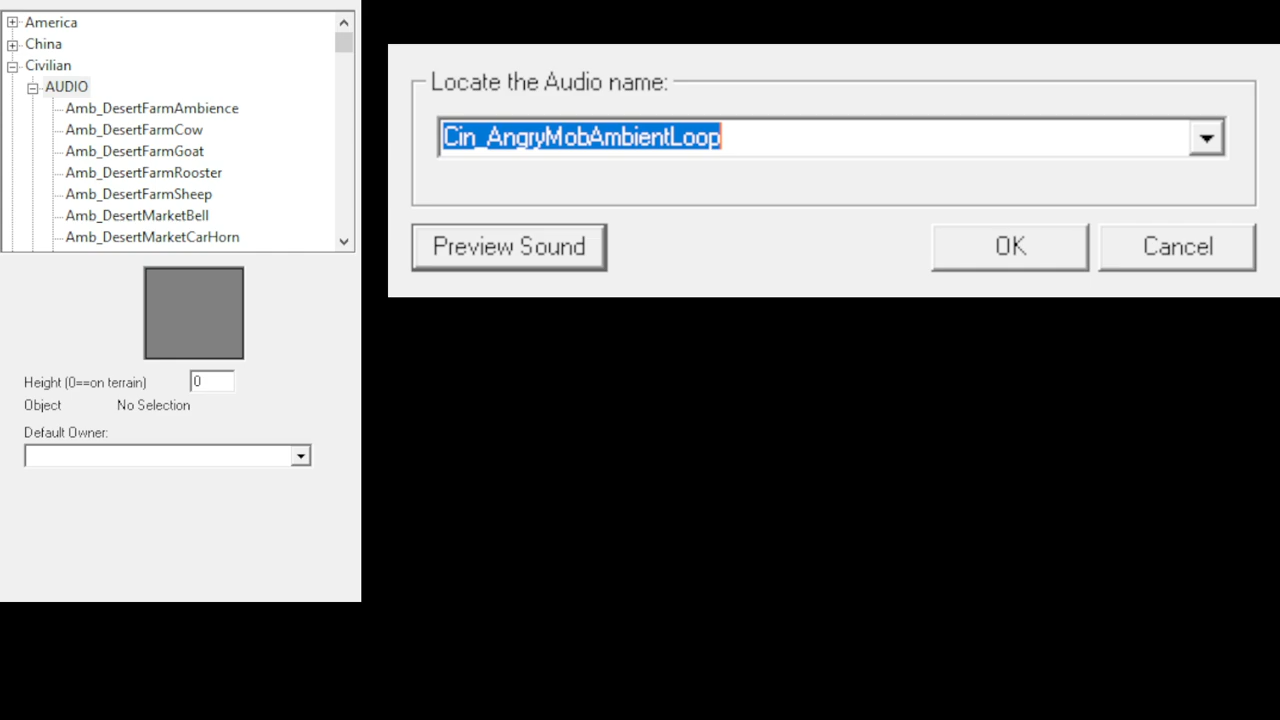 America
China
Civilian
AUDIO
Amb_DesertFarmAmbience
Amb_DesertFarmCow
Amb_DesertFarmGoat
Amb_DesertFarmRooster
Amb_DesertFarmSheep
Amb_DesertMarketBell
Amb_DesertMarketCarHorn
Height (0==on terrain) 0
Object No Selection
Default Owner:
Locate the Audio name:
Cin_AngryMobAmbientLoop
Preview Sound OK Cancel